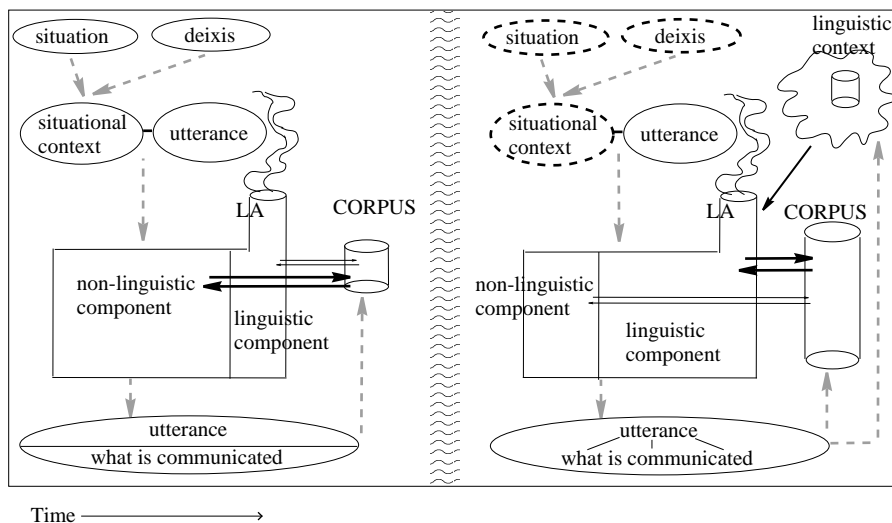 situation
deixis
situational
context
utterance
LA
CORPUS
non-linguistic
component
linguistic
component
utterance
what is communicated
situation
deixis
linguistic
context
situational
context
utterance
LA
CORPUS
non-linguistic
component
linguistic
component
utterance
what is communicated
Time